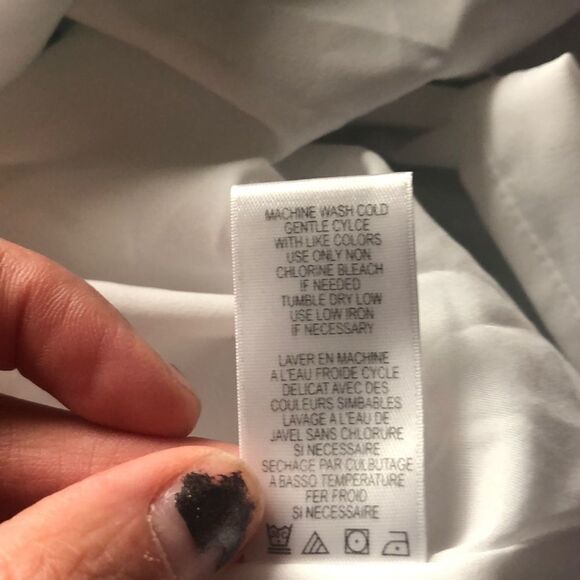 MACHINE WASH COLD
GENTLE CYLCE
WITH LIKE COLORS
USE ONLY NON
CHLORINE BLEACH
IF NEEDED
TUMBLE DRY LOW
USE LOW IRON
IF NECESSARY
LAVER EN MACHINE
A L'EAU FROIDE CYCLE
DELICAT AVEC DES
COULEURS SIMBABLES
LAVAGE A L'EAU DE
JAVEL SANS CHLORURE
SI NECESSAIRE
SECHAGE PAR CULBUTAGE
A BASSO TEMPERATURE
FER FROID
SI NECESSAIRE